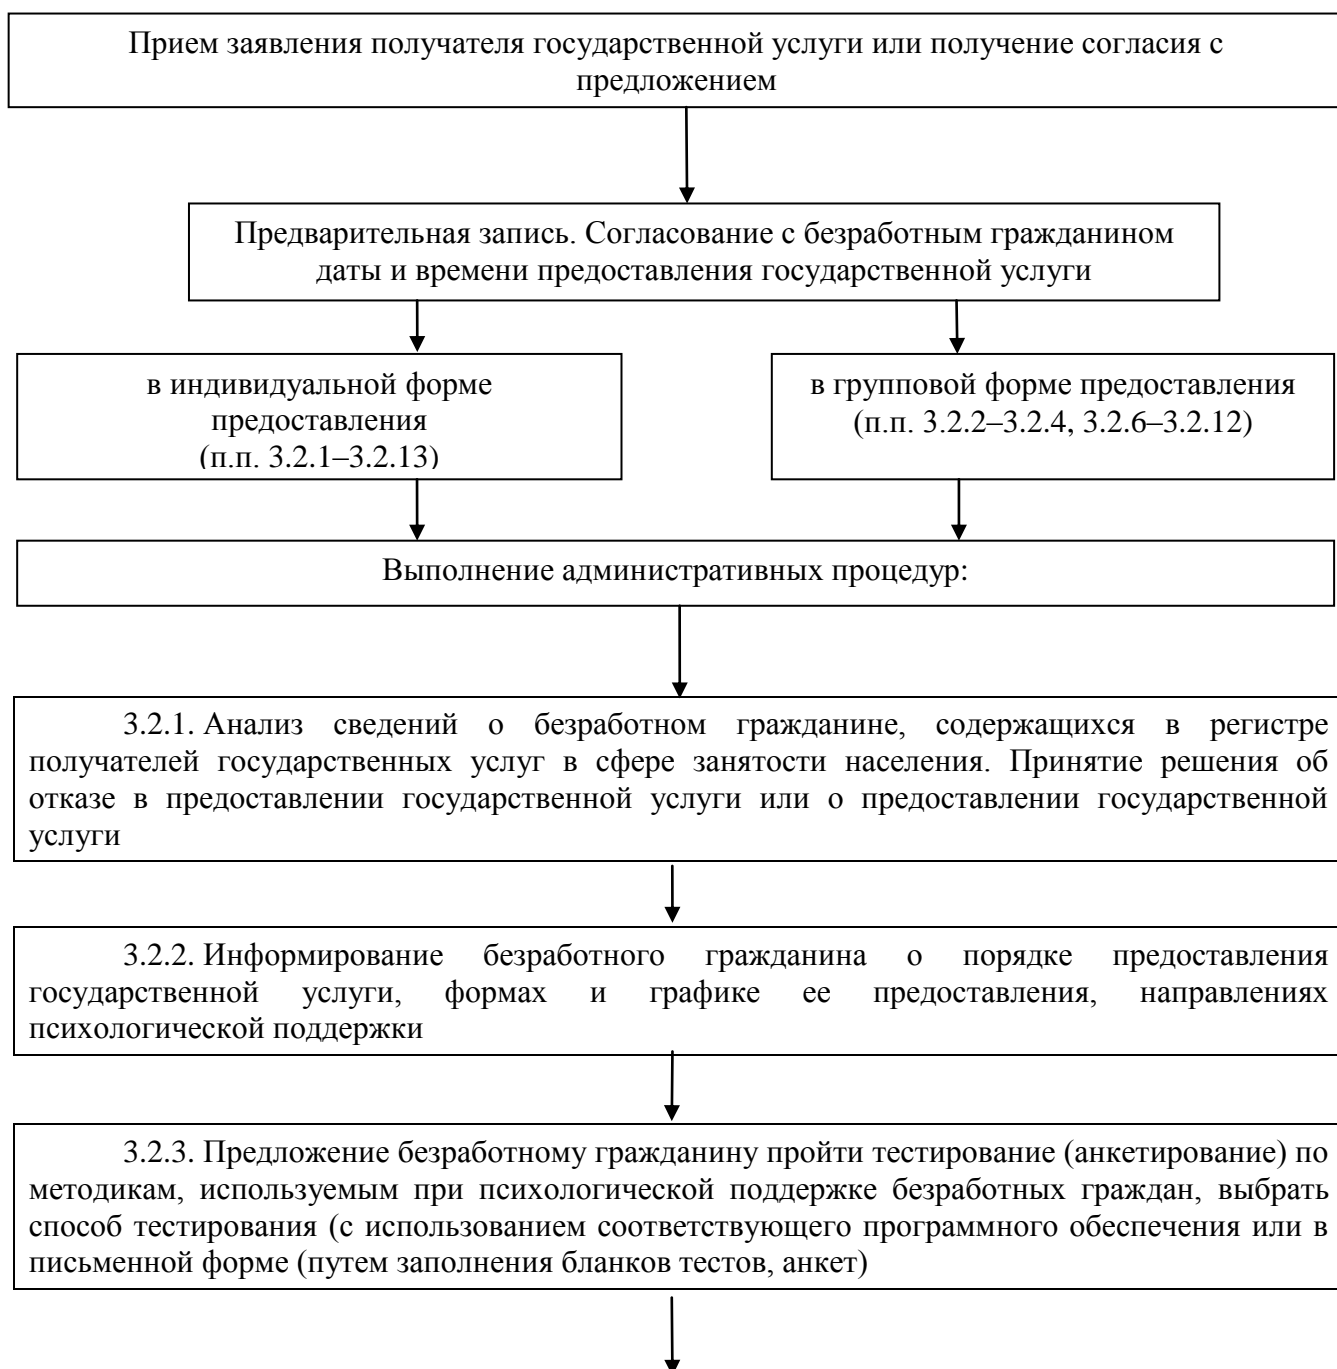 Прием заявления получателя государственной услуги или получение согласия с
предложением
Предварительная запись. Согласование с безработным гражданином
даты и времени предоставления государственной услуги
в индивидуальной форме
предоставления
(п.п. 3.2.1–3.2.13)
в групповой форме предоставления
(п.п. 3.2.2–3.2.4, 3.2.6–3.2.12)
Выполнение административных процедур:
3.2.1. Анализ сведений о безработном гражданине, содержащихся в регистре
получателей государственных услуг в сфере занятости населения. Принятие решения об
отказе в предоставлении государственной услуги или о предоставлении государственной
услуги
3.2.2. Информирование безработного гражданина о порядке предоставления
государственной услуги, формах и графике ее предоставления, направлениях
психологической поддержки
3.2.3. Предложение безработному гражданину пройти тестирование (анкетирование) по
методикам, используемым при психологической поддержке безработных граждан, выбрать
способ тестирования (с использованием соответствующего программного обеспечения или в
письменной форме (путем заполнения бланков тестов, анкет)